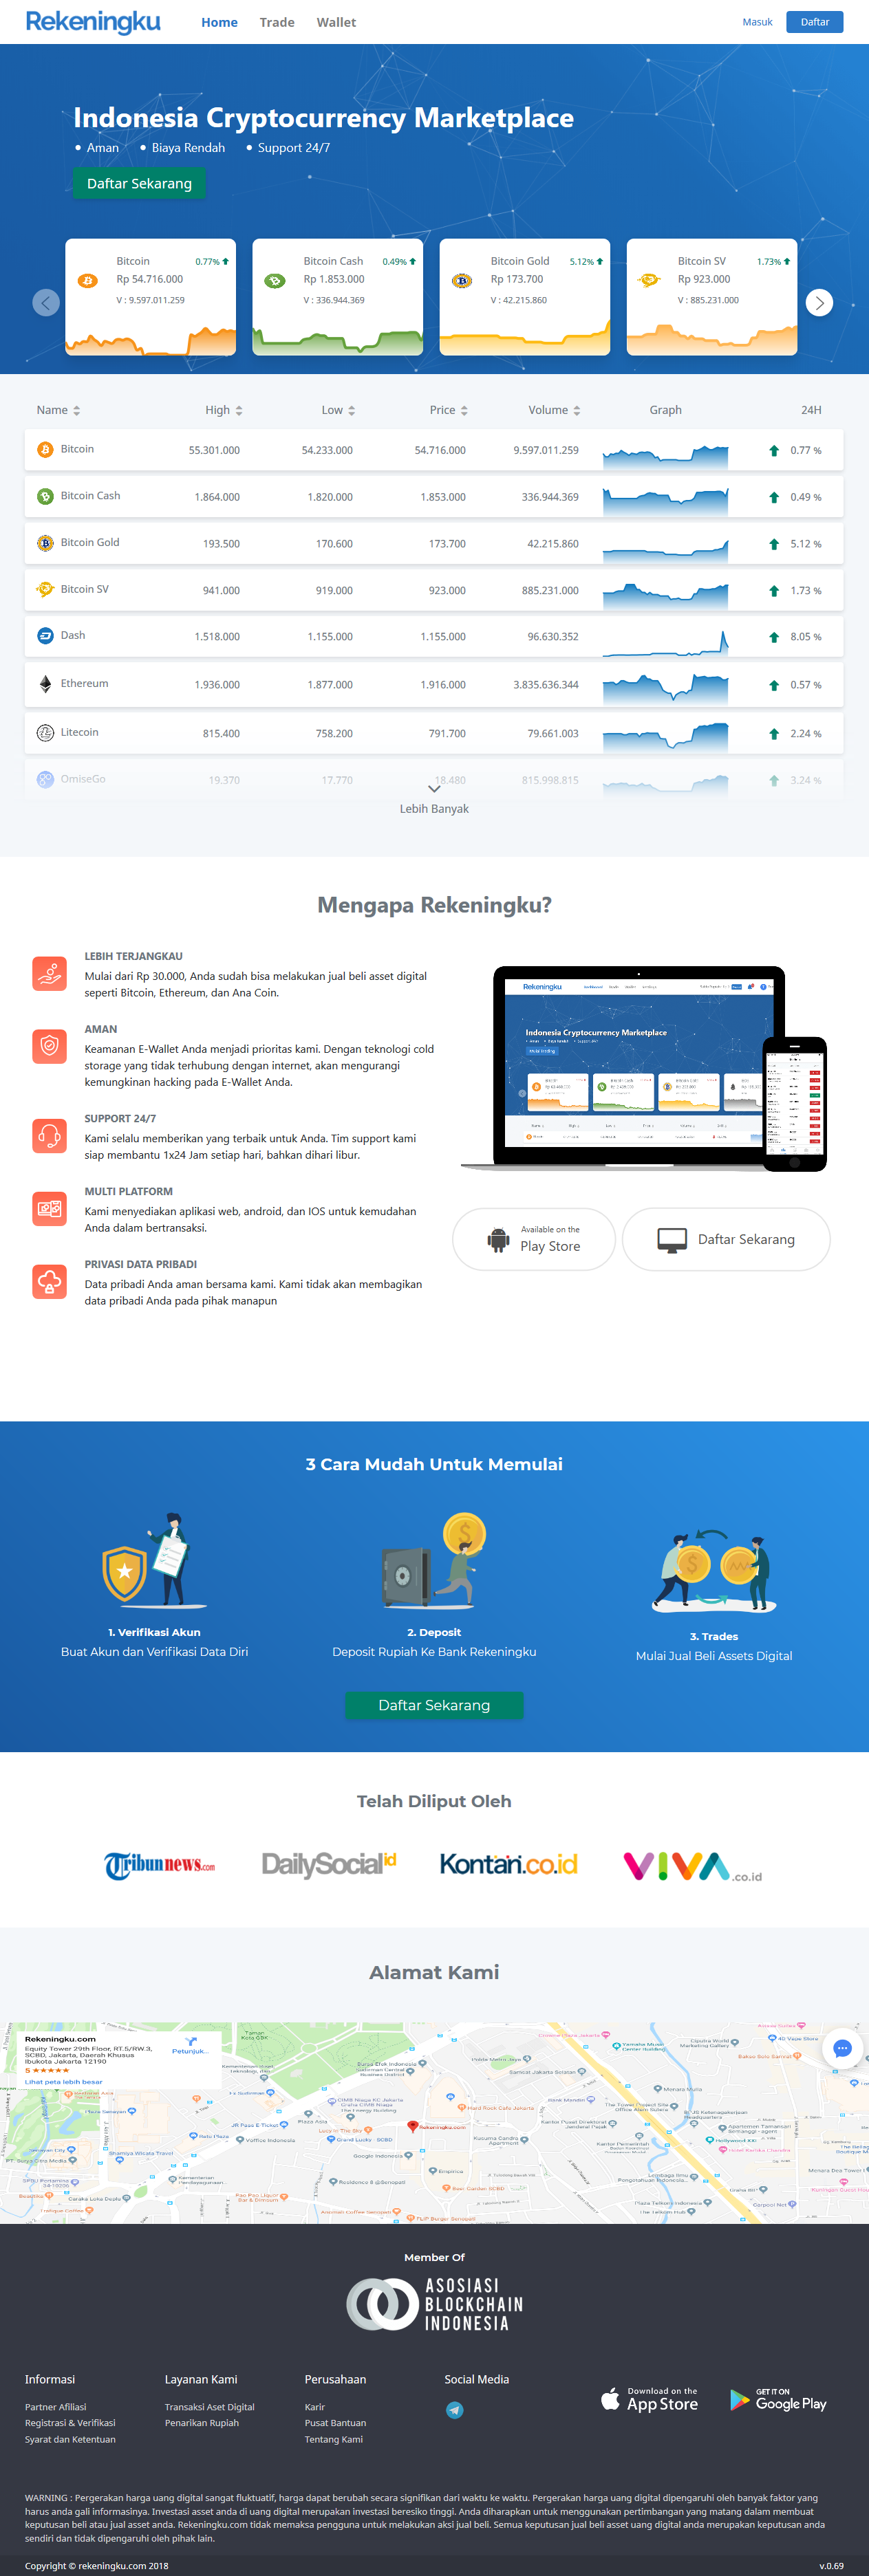 Rekeningku Home Trade Wallet Masuk Daftar
Indonesia Cryptocurrency Marketplace
Aman Biaya Rendah Support 24/7
Daftar Sekarang
Bitcoin 0.77%
Rp 54.716.000
V : 9.597.011.259
Bitcoin Cash 0.49%
Rp 1.853.000
V : 336.944.369
Bitcoin Gold 5.12%
Rp 173.700
V : 42.215.860
Bitcoin SV 1.73%
Rp 923.000
V : 885.231.000
Name High Low Price Volume Graph 24H
Bitcoin 55.301.000 54.233.000 54.716.000 9.597.011.259 0.77 %
Bitcoin Cash 1.864.000 1.820.000 1.853.000 336.944.369 0.49 %
Bitcoin Gold 193.500 170.600 173.700 42.215.860 5.12 %
Bitcoin SV 941.000 919.000 923.000 885.231.000 1.73 %
Dash 1.518.000 1.155.000 1.155.000 96.630.352 8.05 %
Ethereum 1.936.000 1.877.000 1.916.000 3.835.636.344 0.57 %
Litecoin 815.400 758.200 791.700 79.661.003 2.24 %
OmiseGo 19.370 17.770 18.480 815.998.815 3.24 %
Lebih Banyak
Mengapa Rekeningku?
LEBIH TERJANGKAU
Mulai dari Rp 30.000, Anda sudah bisa melakukan jual beli asset digital
seperti Bitcoin, Ethereum, dan Ana Coin.
AMAN
Keamanan E-Wallet Anda menjadi prioritas kami. Dengan teknologi cold
storage yang tidak terhubung dengan internet, akan mengurangi
kemungkinan hacking pada E-Wallet Anda.
SUPPORT 24/7
Kami selalu memberikan yang terbaik untuk Anda. Tim support kami
siap membantu 1x24 Jam setiap hari, bahkan dihari libur.
MULTI PLATFORM
Kami menyediakan aplikasi web, android, dan IOS untuk kemudahan
Anda dalam bertransaksi.
PRIVASI DATA PRIBADI
Data pribadi Anda aman bersama kami. Kami tidak akan membagikan
data pribadi Anda pada pihak manapun
Rekeningku
Indonesia Cryptocurrency Marketplace
Available on the
Play Store
Daftar Sekarang
3 Cara Mudah Untuk Memulai
1. Verifikasi Akun
Buat Akun dan Verifikasi Data Diri
2. Deposit
Deposit Rupiah Ke Bank Rekeningku
3. Trades
Mulai Jual Beli Assets Digital
Daftar Sekarang
Telah Diliput Oleh
Tribunnews.com DailySocial id Kontan.co.id VIVA.co.id
Alamat Kami
Rekeningku.com
Equity Tower 29th Floor, RT.5/RW.3,
SCBD, Jakarta, Daerah Khusus
Ibukota Jakarta 12190
5
Lihat peta lebih besar
Petunjuk...
Member Of
ASOSIASI
BLOCKCHAIN
INDONESIA
Informasi
Partner Afiliasi
Registrasi & Verifikasi
Syarat dan Ketentuan
Layanan Kami
Transaksi Aset Digital
Penarikan Rupiah
Perusahaan
Karir
Pusat Bantuan
Tentang Kami
Social Media
Download on the
App Store
GET IT ON
Google Play
WARNING : Pergerakan harga uang digital sangat fluktuatif, harga dapat berubah secara signifikan dari waktu ke waktu. Pergerakan harga uang digital dipengaruhi oleh banyak faktor yang
harus anda gali informasinya. Investasi asset anda di uang digital merupakan investasi beresiko tinggi. Anda diharapkan untuk menggunakan pertimbangan yang matang dalam membuat
keputusan beli atau jual asset anda. Rekeningku.com tidak memaksa pengguna untuk melakukan aksi jual beli. Semua keputusan jual beli asset uang digital anda merupakan keputusan anda
sendiri dan tidak dipengaruhi oleh pihak lain.
Copyright © rekeningku.com 2018 v.0.69